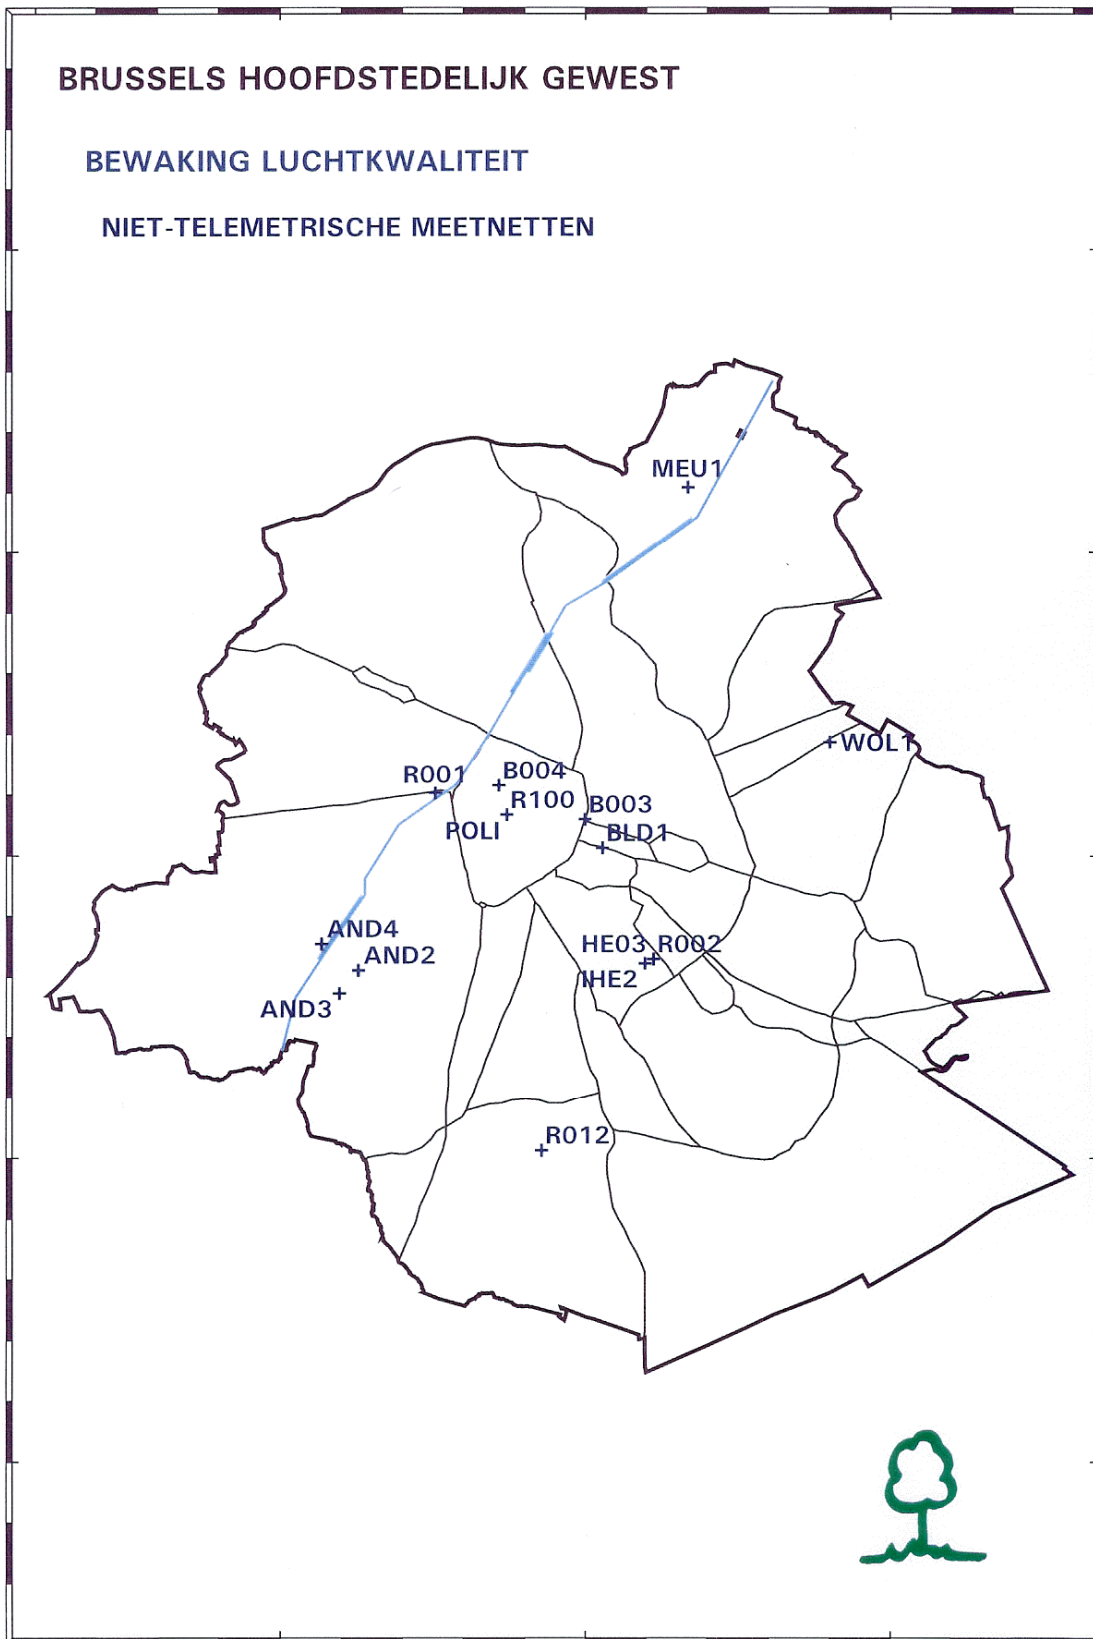 BRUSSELS HOOFDSTEDELIJK GEWEST
BEWAKING LUCHTKWALITEIT
NIET-TELEMETRISCHE MEETNETTEN
MEU1
WOL1
R001
B004
R100
B003
POLI
BLD1
AND4
AND2
HE03 R002
IHE2
AND3
R012